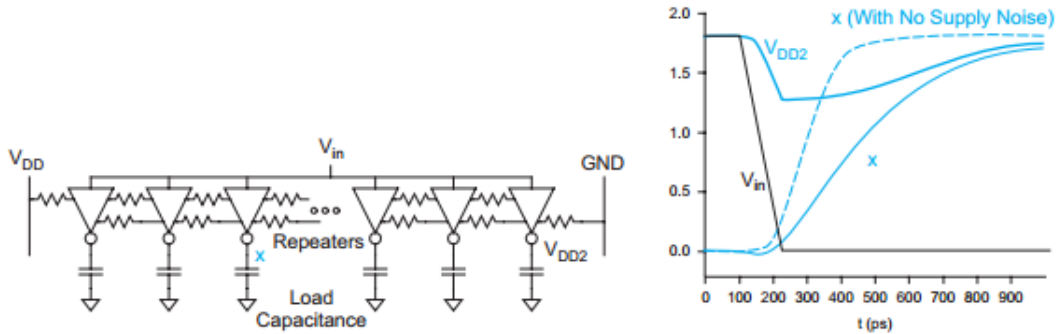 V_DD
V_in
GND
Repeaters
V_DD2
x
Load
Capacitance
x (With No Supply Noise)
V_DD2
V_in
x
2.0
1.5
1.0
0.5
0.0
0 100 200 300 400 500 600 700 800 900
t (ps)